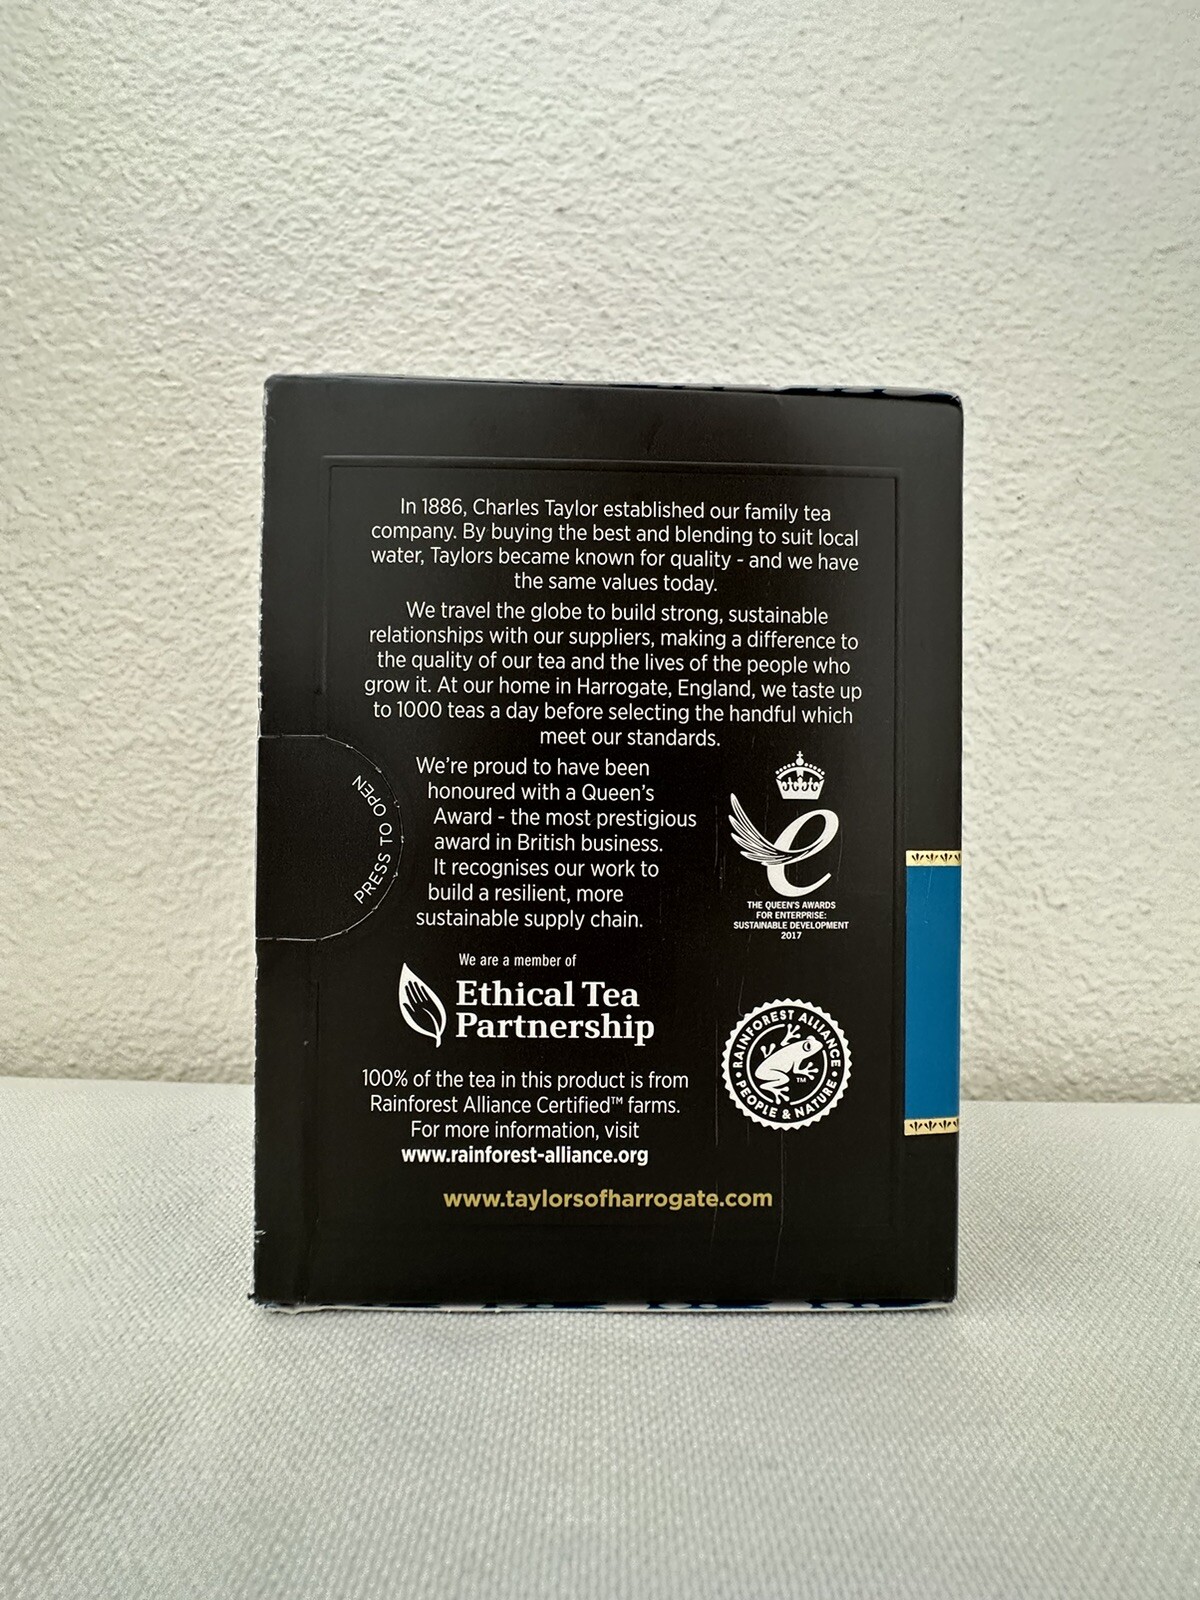 In 1886, Charles Taylor established our family tea
company. By buying the best and blending to suit local
water, Taylors became known for quality - and we have
the same values today.
We travel the globe to build strong, sustainable
relationships with our suppliers, making a difference to
the quality of our tea and the lives of the people who
grow it. At our home in Harrogate, England, we taste up
to 1000 teas a day before selecting the handful which
meet our standards.
We're proud to have been
honoured with a Queen's
Award - the most prestigious
award in British business.
It recognises our work to
build a resilient, more
sustainable supply chain.
PRESS TO OPEN
e
THE QUEEN'S AWARDS
FOR ENTERPRISE:
SUSTAINABLE DEVELOPMENT
2017
We are a member of
Ethical Tea
Partnership
RAINFOREST ALLIANCE
TM
PEOPLE & NATURE
100% of the tea in this product is from
Rainforest Alliance Certified™ farms.
For more information, visit
www.rainforest-alliance.org
www.taylorsofharrogate.com